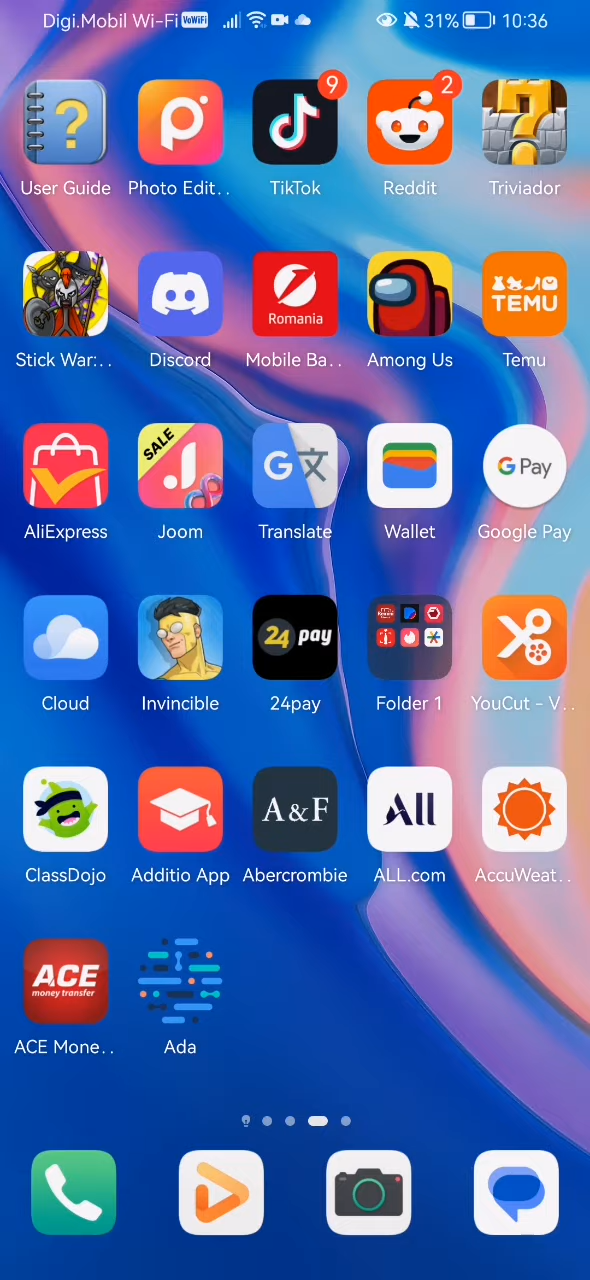 Digi.Mobil Wi-Fi VoWiFi 31% 10:36
9 2
User Guide Photo Edit.. TikTok Reddit Triviador
Romania TEMU
Stick War:.. Discord Mobile Ba.. Among Us Temu
SALE G Pay
AliExpress Joom Translate Wallet Google Pay
24 pay
Cloud Invincible 24pay Folder 1 YouCut - V..
A&F All
ClassDojo Additio App Abercrombie ALL.com AccuWeat..
ACE
money transfer
ACE Mone.. Ada